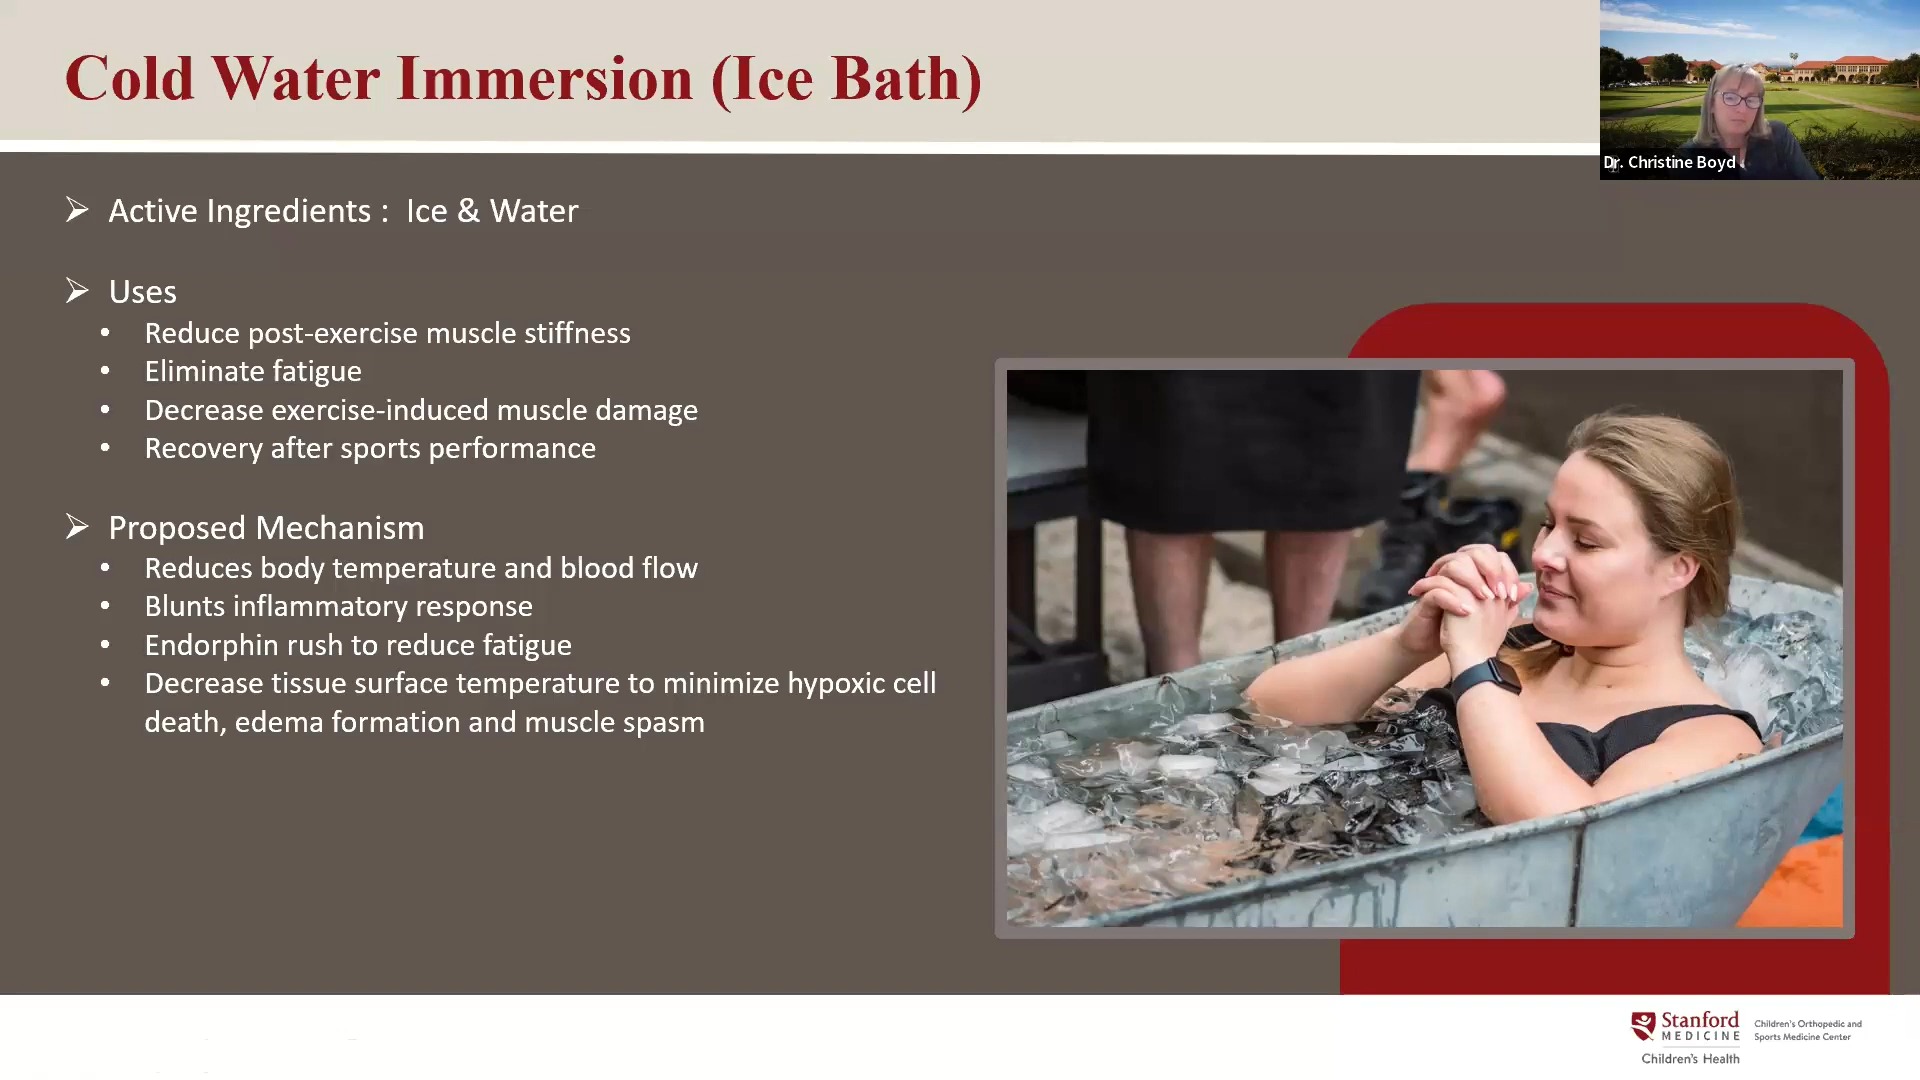 Cold Water Immersion (Ice Bath)
Dr. Christine Boyd
Active Ingredients :  Ice & Water
Uses
Reduce post-exercise muscle stiffness
Eliminate fatigue
Decrease exercise-induced muscle damage
Recovery after sports performance
Proposed Mechanism
Reduces body temperature and blood flow
Blunts inflammatory response
Endorphin rush to reduce fatigue
Decrease tissue surface temperature to minimize hypoxic cell
death, edema formation and muscle spasm
Stanford
MEDICINE
Children's Health
Children's Orthopedic and
Sports Medicine Center